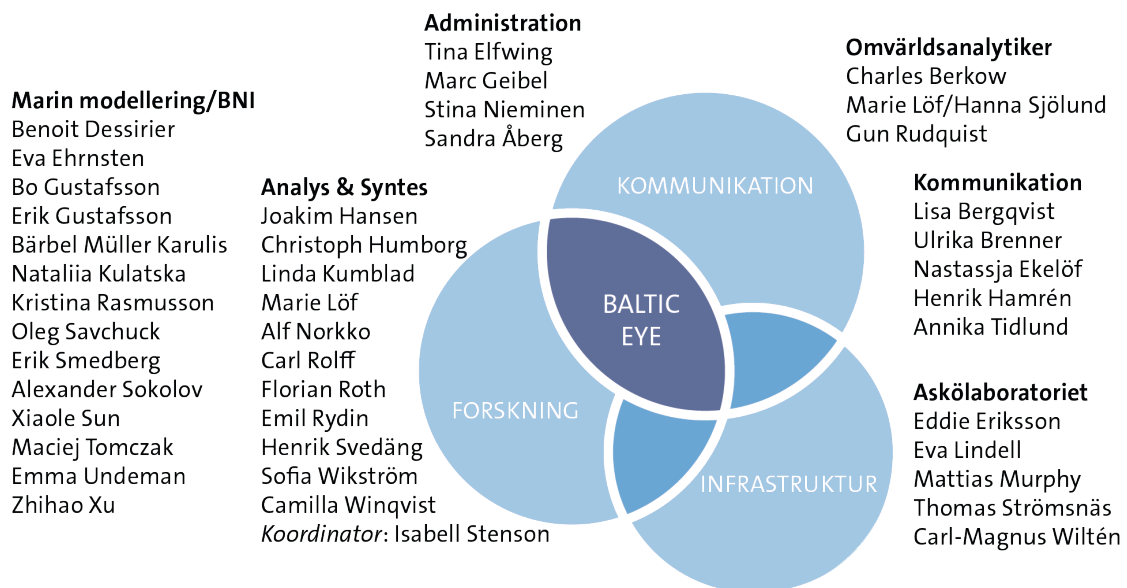 Administration
Tina Elfwing
Marc Geibel
Stina Nieminen
Sandra Åberg
Omvärldsanalytiker
Charles Berkow
Marie Löf/Hanna Sjölund
Gun Rudquist
Marin modellering/BNI
Benoit Dessirier
Eva Ehrnsten
Bo Gustafsson
Erik Gustafsson
Bärbel Müller Karulis
Nataliia Kulatska
Kristina Rasmusson
Oleg Savchuck
Erik Smedberg
Alexander Sokolov
Xiaole Sun
Maciej Tomczak
Emma Undeman
Zhihao Xu
Analys & Syntes
Joakim Hansen
Christoph Humborg
Linda Kumblad
Marie Löf
Alf Norkko
Carl Rolff
Florian Roth
Emil Rydin
Henrik Svedäng
Sofia Wikström
Camilla Winqvist
Koordinator: Isabell Stenson
KOMMUNIKATION
BALTIC
EYE
FORSKNING
INFRASTRUKTUR
Kommunikation
Lisa Bergqvist
Ulrika Brenner
Nastassja Ekelöf
Henrik Hamrén
Annika Tidlund
Askölaboratoriet
Eddie Eriksson
Eva Lindell
Mattias Murphy
Thomas Strömsnäs
Carl-Magnus Wiltén